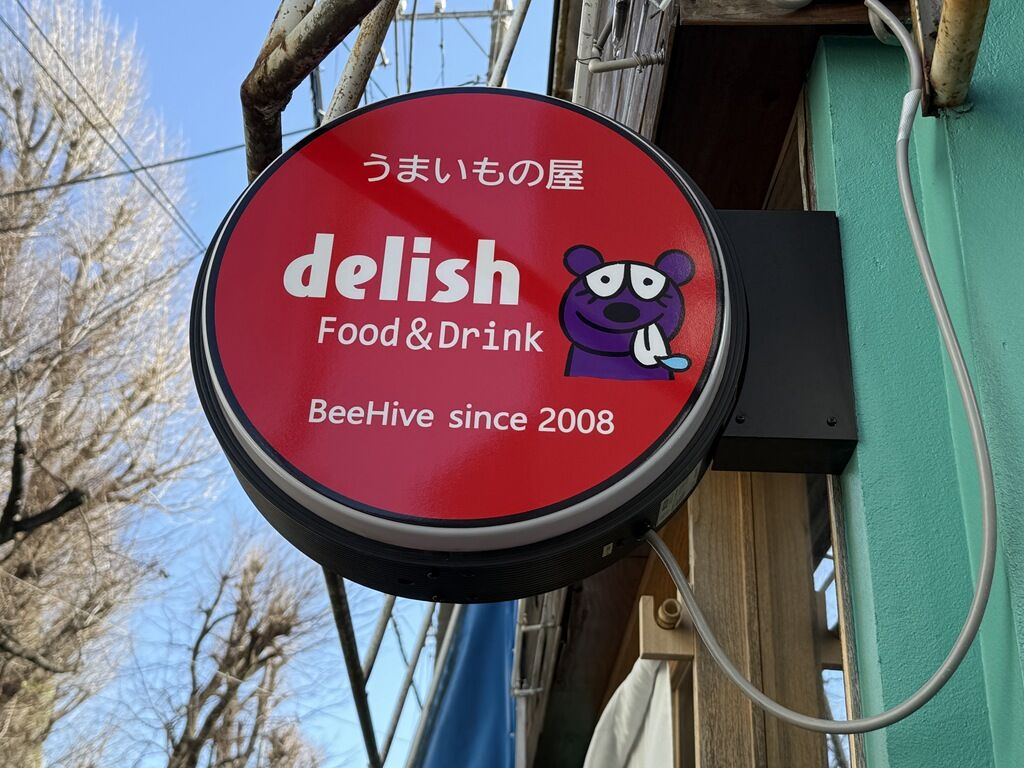 うまいもの屋
delish
Food&Drink
BeeHive since 2008